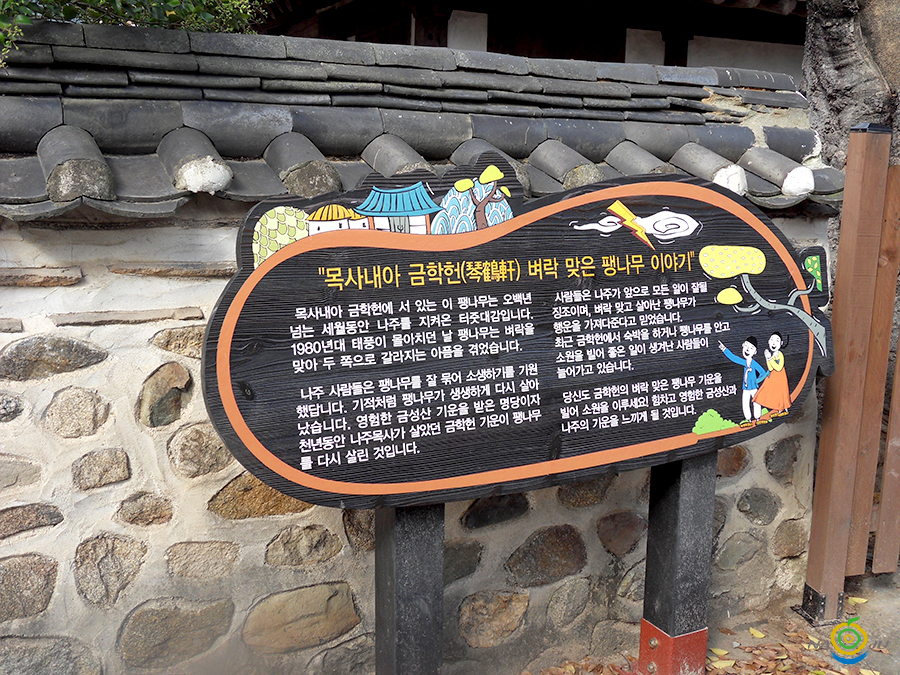 "목사내아 금학헌(琴鶴軒) 벼락 맞은 팽나무 이야기"
목사내아 금학헌에 서 있는 이 팽나무는 오백년
넘는 세월동안 나주를 지켜온 터줏대감입니다.
1980년대 태풍이 몰아치던 날 팽나무는 벼락을
맞아 두 쪽으로 갈라지는 아픔을 겪었습니다.
나주 사람들은 팽나무를 잘 묶어 소생하기를 기원
했답니다. 기적처럼 팽나무가 생생하게 다시 살아
났습니다. 영험한 금성산 기운을 받은 명당이자
천년동안 나주목사가 살았던 금학헌 기운이 팽나무
를 다시 살린 것입니다.
사람들은 나주가 앞으로 모든 일이 잘될
징조이며, 벼락 맞고 살아난 팽나무가
행운을 가져다준다고 믿었습니다.
최근 금학헌에서 숙박을 하거나 팽나무를 안고
소원을 빌어 좋은 일이 생겨난 사람들이
늘어가고 있습니다.
당신도 금학헌의 벼락 맞은 팽나무 기운을
빌어 소원을 이루세요! 힘차고 영험한 금성산과
나주의 기운을 느끼게 될 것입니다.